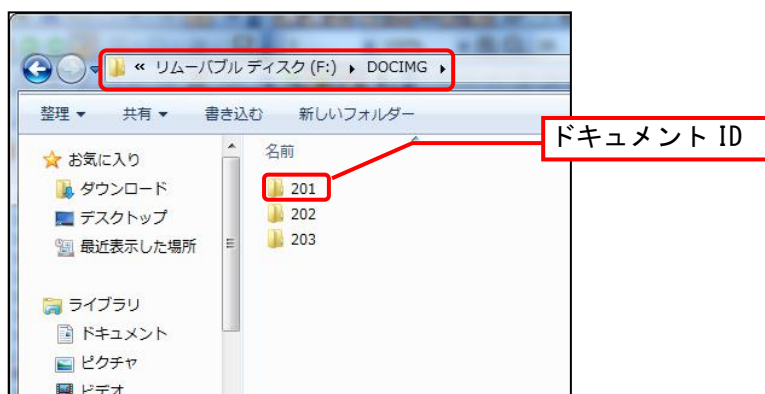 « リムーバブル ディスク (F:) ▸ DOCIMG ▸
整理 ▼ 共有 ▼ 書き込む 新しいフォルダー
ドキュメント ID
お気に入り
ダウンロード
デスクトップ
最近表示した場所
ライブラリ
ドキュメント
ピクチャ
ビデオ
名前
201
202
203